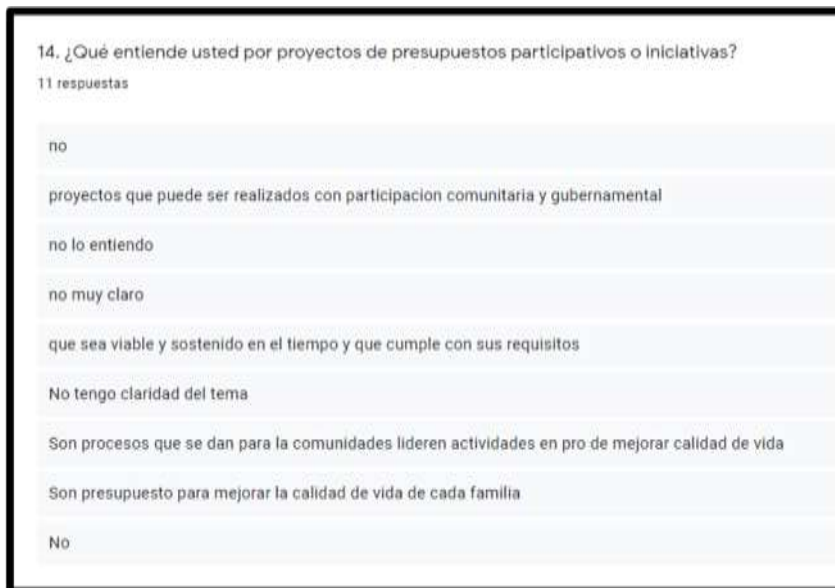 14. ¿Qué entiende usted por proyectos de presupuestos participativos o iniciativas?
11 respuestas
no
proyectos que puede ser realizados con participacion comunitaria y gubernamental
no lo entiendo
no muy claro
que sea viable y sostenido en el tiempo y que cumple con sus requisitos
No tengo claridad del tema
Son procesos que se dan para la comunidades lideren actividades en pro de mejorar calidad de vida
Son presupuesto para mejorar la calidad de vida de cada familia
No